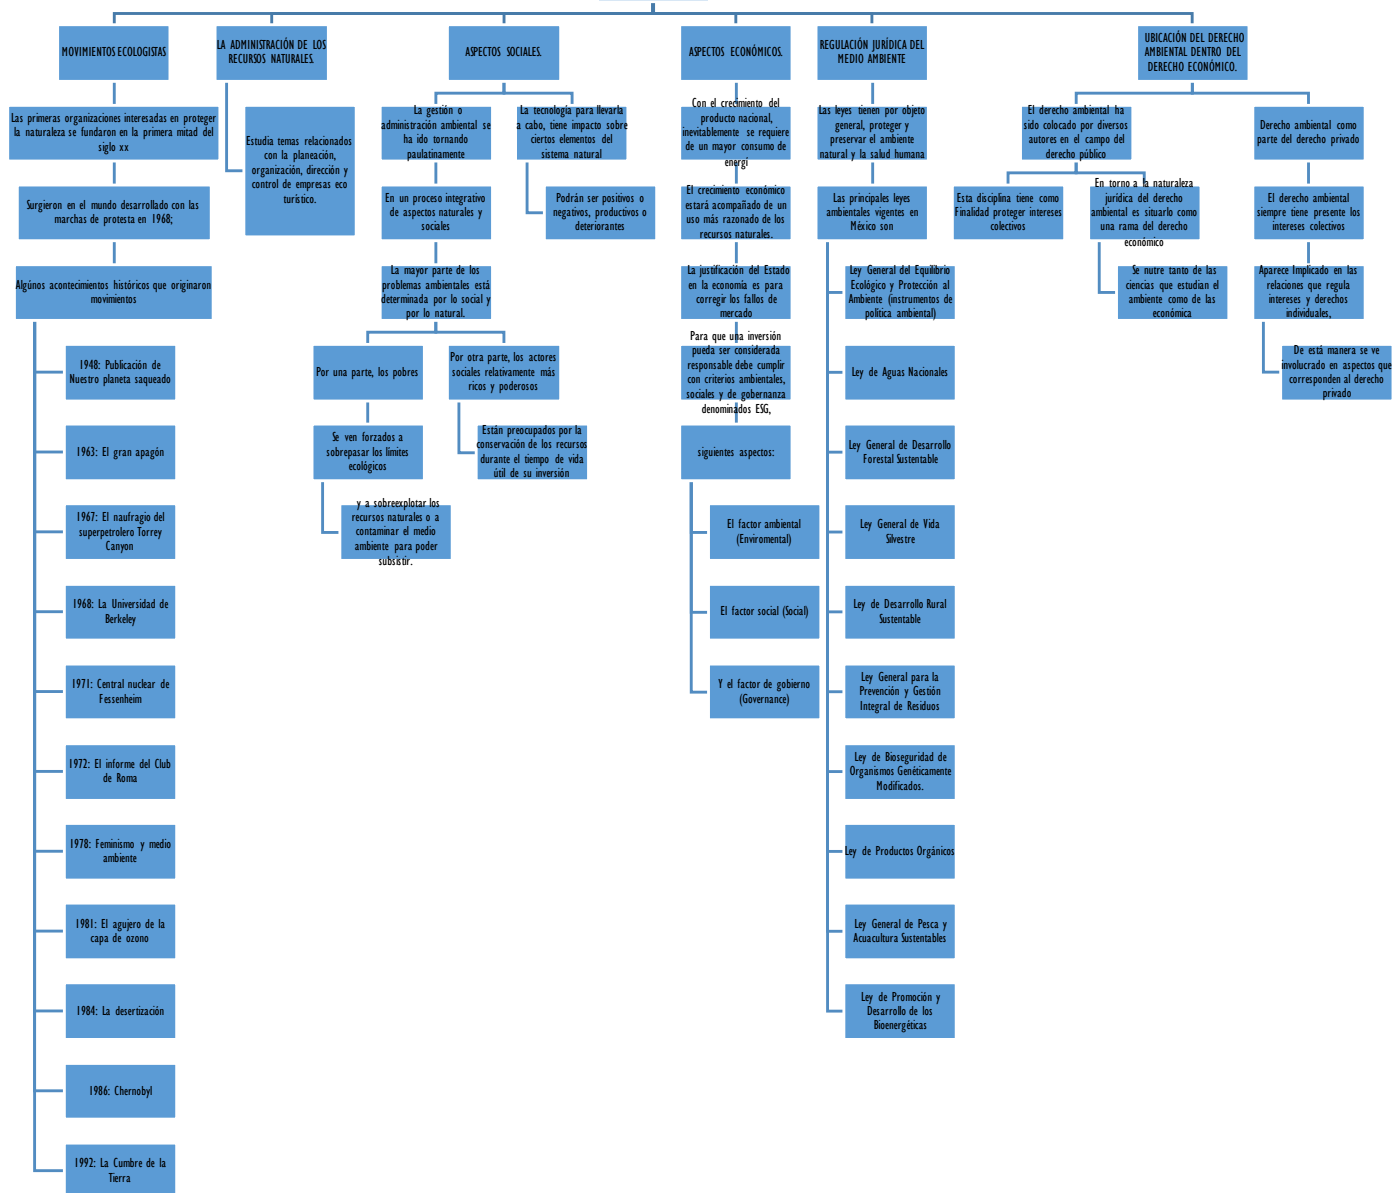 MOVIMIENTOS ECOLOGISTAS
Las primeras organizaciones interesadas en proteger
la naturaleza se fundaron en la primera mitad del
siglo xx
Surgieron en el mundo desarrollado con las
marchas de protesta en 1968;
Algúnos acontecimientos históricos que originaron
movimientos
1948: Publicación de
Nuestro planeta saqueado
1963: El gran apagón
1967: El naufragio del
superpetrolero Torrey
Canyon
1968: La Universidad de
Berkeley
1971: Central nuclear de
Fessenheim
1972: El informe del Club
de Roma
1978: Feminismo y medio
ambiente
1981: El agujero de la
capa de ozono
1984: La desertización
1986: Chernobyl
1992: La Cumbre de la
Tierra
LA ADMINISTRACIÓN DE LOS
RECURSOS NATURALES.
Estudia temas relacionados
con la planeación,
organización, dirección y
control de empresas eco
turístico.
ASPECTOS SOCIALES.
La gestión o
administración ambiental se
ha ido tornando
paulatinamente
En un proceso integrativo
de aspectos naturales y
sociales
La mayor parte de los
problemas ambientales está
determinada por lo social y
por lo natural.
Por una parte, los pobres
Se ven forzados a
sobrepasar los límites
ecológicos
y a sobreexplotar los
recursos naturales o a
contaminar el medio
ambiente para poder
subsistir.
Por otra parte, los actores
sociales relativamente más
ricos y poderosos
Están preocupados por la
conservación de los recursos
durante el tiempo de vida
útil de su inversión
La tecnología para llevarla
a cabo, tiene impacto sobre
ciertos elementos del
sistema natural
Podrán ser positivos o
negativos, productivos o
deteriorantes
ASPECTOS ECONÓMICOS.
Con el crecimiento del
producto nacional,
inevitablemente se requiere
de un mayor consumo de
energí
El crecimiento económico
estará acompañado de un
uso más razonado de los
recursos naturales.
La justificación del Estado
en la economía es para
corregir los fallos de
mercado
Para que una inversión
pueda ser considerada
responsable debe cumplir
con criterios ambientales,
sociales y de gobernanza
denominados ESG,
siguientes aspectos:
El factor ambiental
(Enviromental)
El factor social (Social)
Y el factor de gobierno
(Governance)
REGULACIÓN JURÍDICA DEL
MEDIO AMBIENTE
Las leyes tienen por objeto
general, proteger y
preservar el ambiente
natural y la salud humana
Las principales leyes
ambientales vigentes en
México son
Ley General del Equilibrio
Ecológico y Protección al
Ambiente (instrumentos de
política ambiental)
Ley de Aguas Nacionales
Ley General de Desarrollo
Forestal Sustentable
Ley General de Vida
Silvestre
Ley de Desarrollo Rural
Sustentable
Ley General para la
Prevención y Gestión
Integral de Residuos
Ley de Bioseguridad de
Organismos Genéticamente
Modificados.
Ley de Productos Orgánicos
Ley General de Pesca y
Acuacultura Sustentables
Ley de Promoción y
Desarrollo de los
Bioenergéticas
UBICACIÓN DEL DERECHO
AMBIENTAL DENTRO DEL
DERECHO ECONÓMICO.
El derecho ambiental ha
sido colocado por diversos
autores en el campo del
derecho público
Esta disciplina tiene como
Finalidad proteger intereses
colectivos
En torno a la naturaleza
jurídica del derecho
ambiental es situarlo como
una rama del derecho
económico
Se nutre tanto de las
ciencias que estudian el
ambiente como de las
económica
Derecho ambiental como
parte del derecho privado
El derecho ambiental
siempre tiene presente los
intereses colectivos
Aparece Implicado en las
relaciones que regula
intereses y derechos
individuales,
De está manera se ve
involucrado en aspectos que
corresponden al derecho
privado